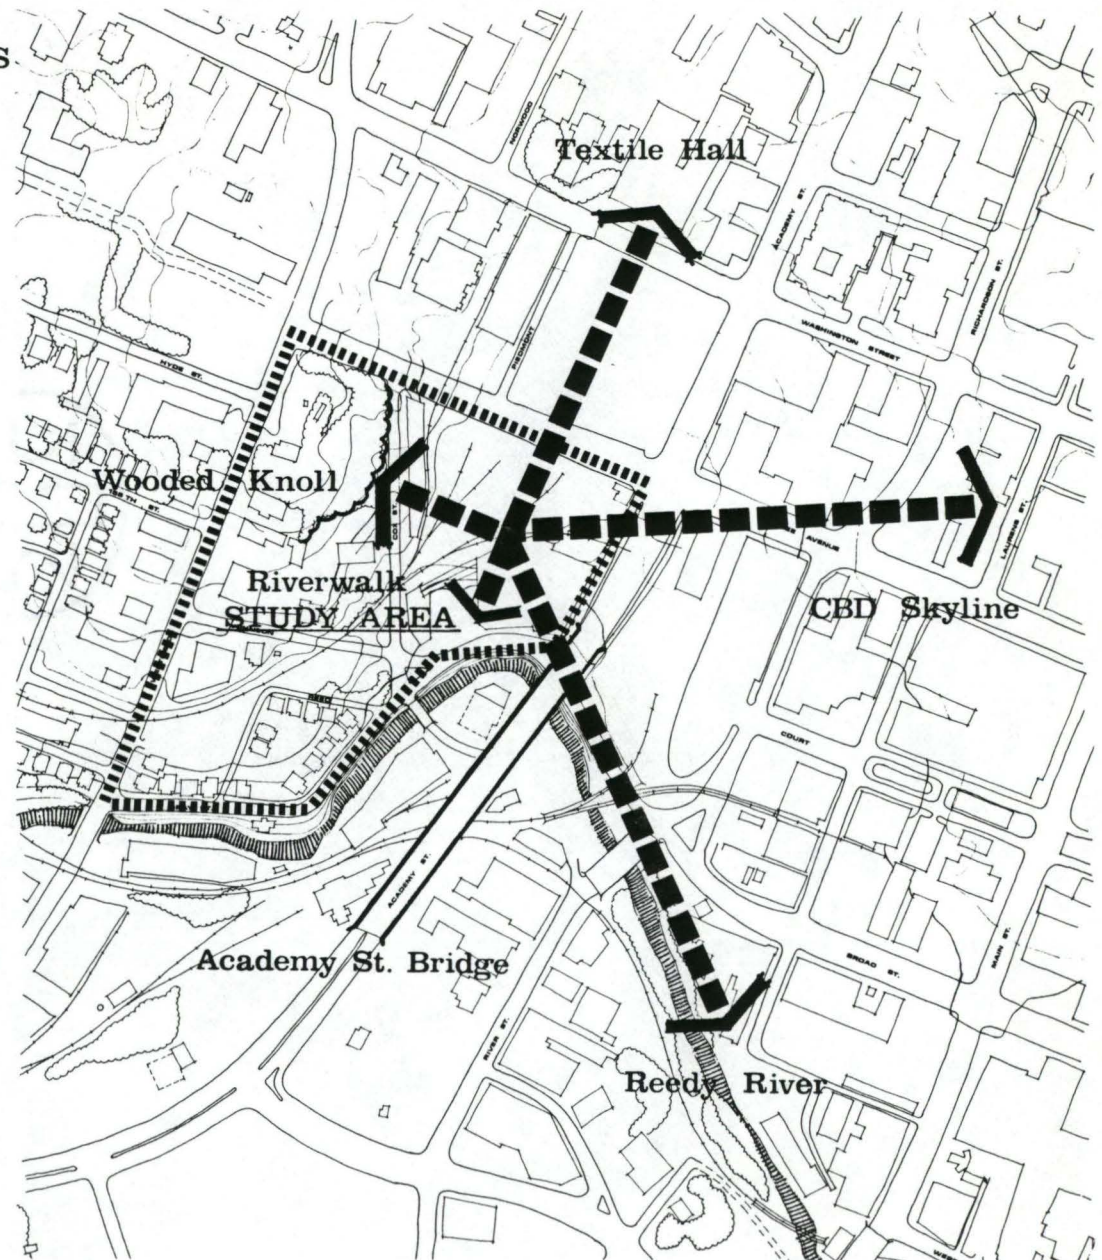 S
NORWOOD
Textile Hall
ACADEMY ST.
RICHARDSON ST.
WASHINGTON STREET
PIEDMONT
HYDE ST.
Wooded Knoll
COX ST.
AVENUE
LAURENS ST.
Riverwalk
STUDY AREA
CBD Skyline
REED
COURT
ACADEMY ST.
Academy St. Bridge
MAIN ST.
BROAD ST.
RIVER ST.
Reedy River